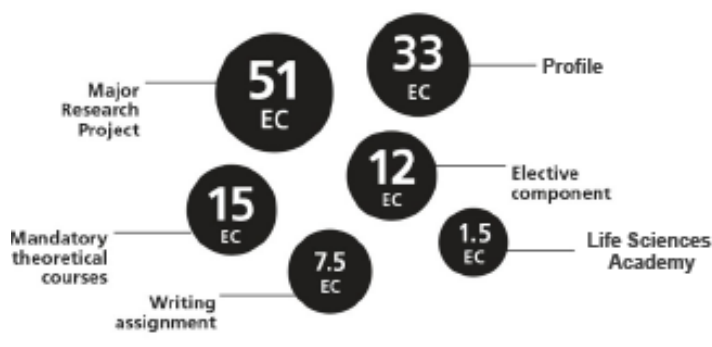 51
EC
Major
Research
Project
33
EC
Profile
12
EC
Elective
component
15
EC
Mandatory
theoretical
courses
1.5
EC
Life Sciences
Academy
7.5
EC
Writing
assignment